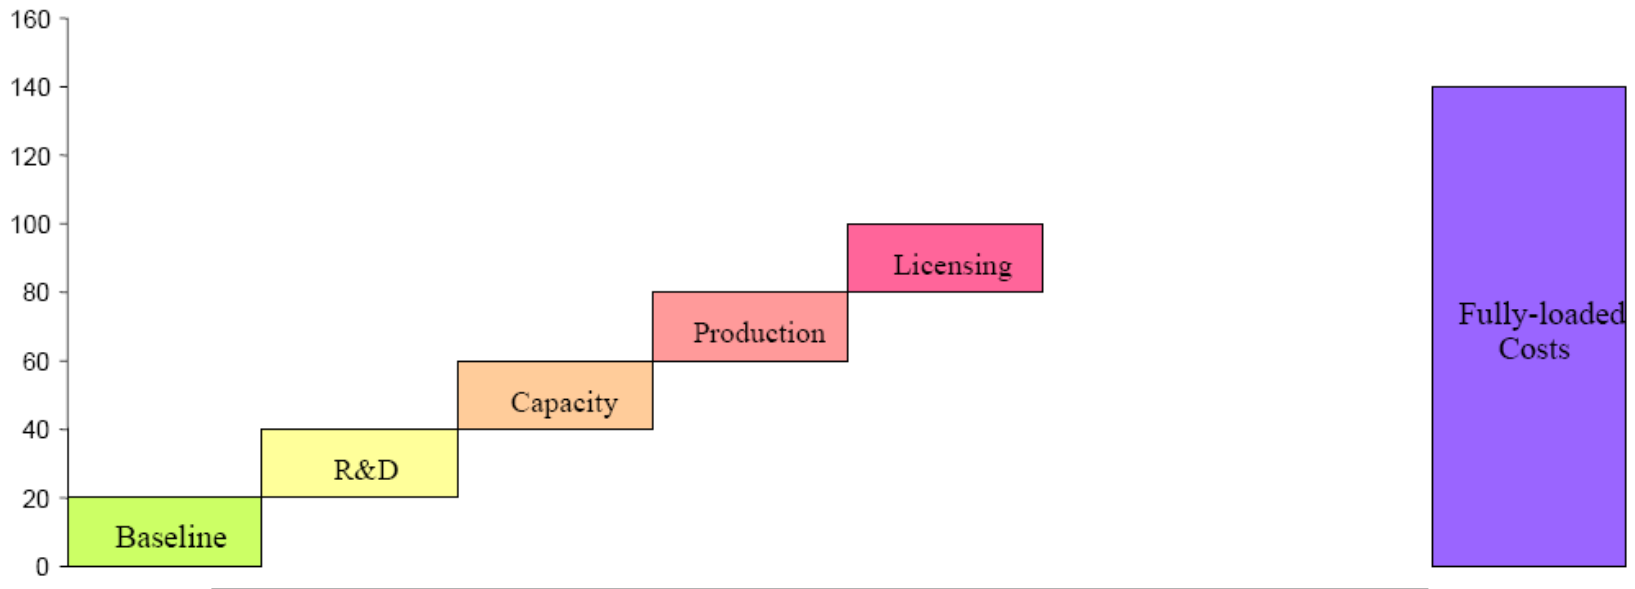 160
140
120
100
80
60
40
20
0
Baseline
R&D
Capacity
Production
Licensing
Fully-loaded
Costs